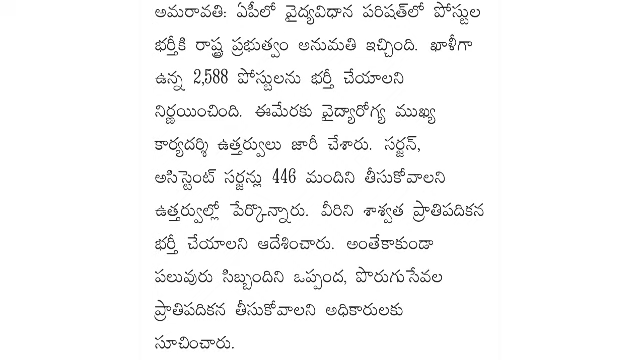 అమరావతి: ఏపీలో వైద్యవిధాన పరిషత్‌లో పోస్టుల
భర్తీకి రాష్ట్ర ప్రభుత్వం అనుమతి ఇచ్చింది. ఖాళీగా
ఉన్న 2,588 పోస్టులను భర్తీ చేయాలని
నిర్ణయించింది. ఈమేరకు వైద్యారోగ్య ముఖ్య
కార్యదర్శి ఉత్తర్వులు జారీ చేశారు. సర్జన్,
అసిస్టెంట్ సర్జన్లు 446 మందిని తీసుకోవాలని
ఉత్తర్వుల్లో పేర్కొన్నారు. వీరిని శాశ్వత ప్రాతిపదికన
భర్తీ చేయాలని ఆదేశించారు. అంతేకాకుండా
పలువురు సిబ్బందిని ఒప్పంద, పొరుగుసేవల
ప్రాతిపదికన తీసుకోవాలని అధికారులకు
సూచించారు.